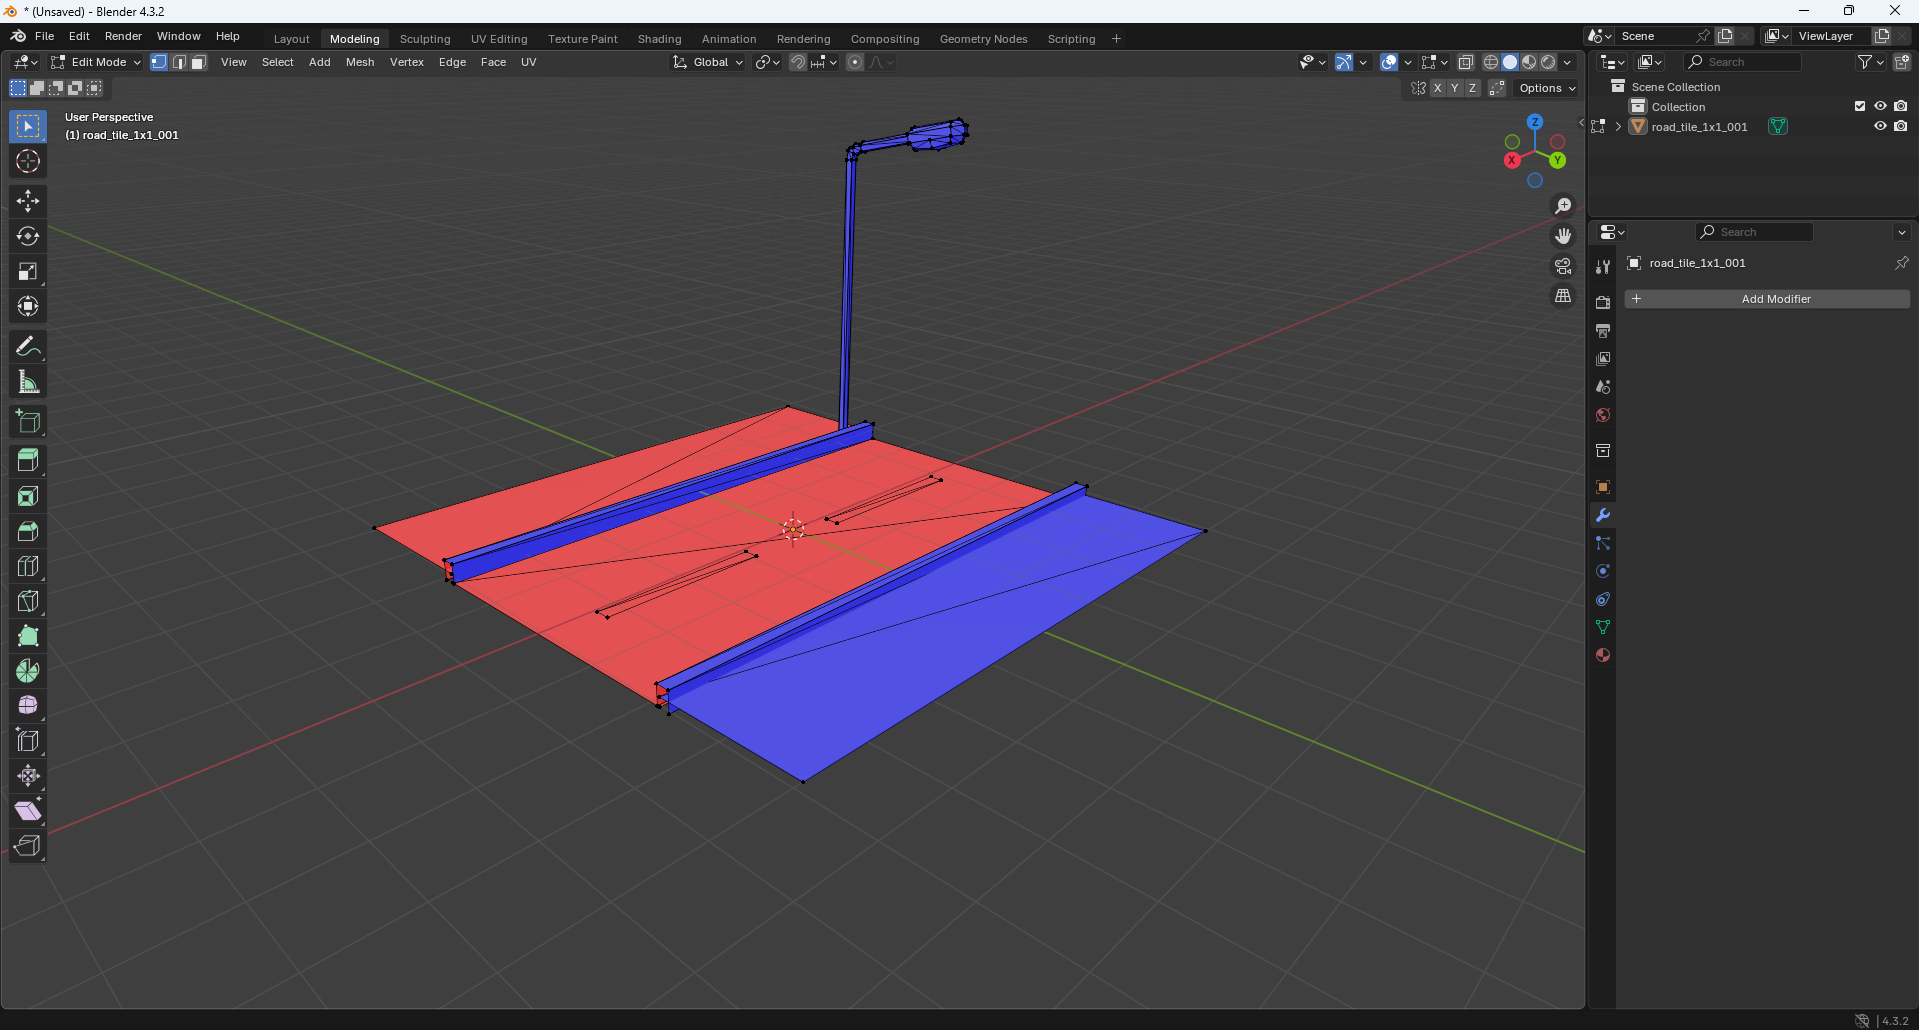 * (Unsaved) - Blender 4.3.2
File Edit Render Window Help Layout Modeling Sculpting UV Editing Texture Paint Shading Animation Rendering Compositing Geometry Nodes Scripting + Scene ViewLayer
Edit Mode View Select Add Mesh Vertex Edge Face UV Global Search
X Y Z Options
Scene Collection
Collection
road_tile_1x1_001
User Perspective
(1) road_tile_1x1_001
Z
X Y
Search
road_tile_1x1_001
+ Add Modifier
4.3.2